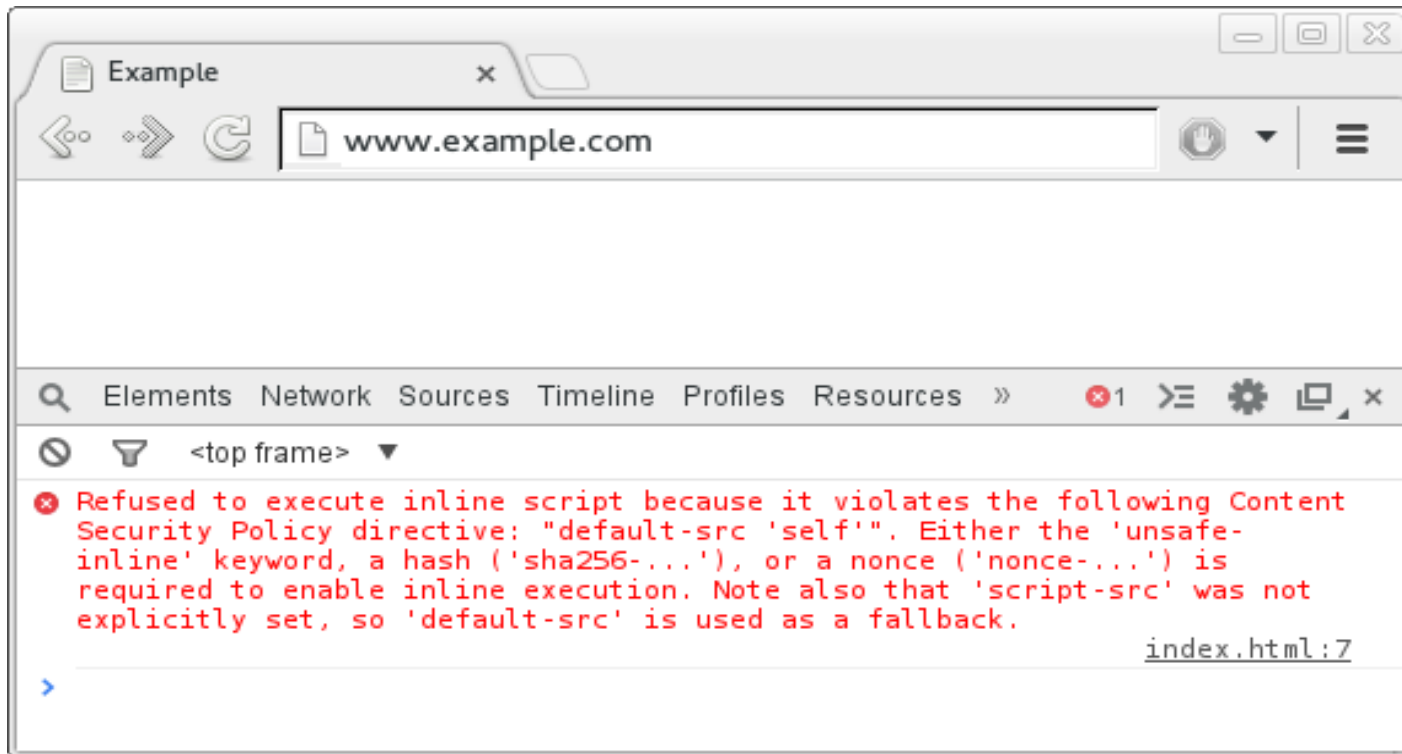 Example
www.example.com
Elements Network Sources Timeline Profiles Resources » 1
<top frame>
Refused to execute inline script because it violates the following Content
Security Policy directive: "default-src 'self'". Either the 'unsafe-
inline' keyword, a hash ('sha256-...'), or a nonce ('nonce-...') is
required to enable inline execution. Note also that 'script-src' was not
explicitly set, so 'default-src' is used as a fallback.
index.html:7